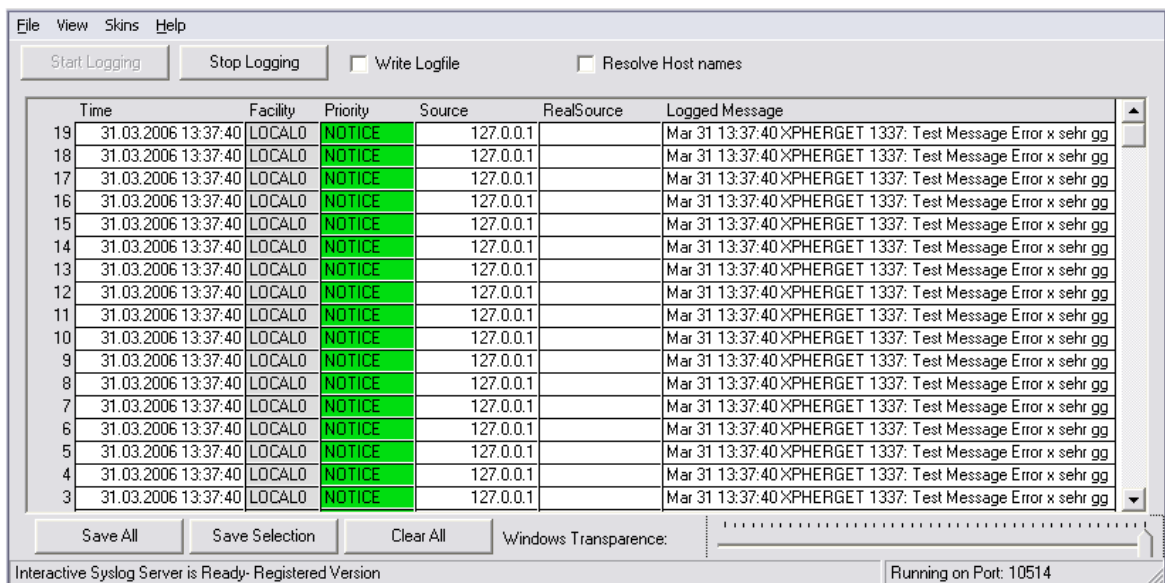 File View Skins Help
Start Logging Stop Logging Write Logfile Resolve Host names
Time Facility Priority Source RealSource Logged Message
19 31.03.2006 13:37:40 LOCAL0 NOTICE 127.0.0.1 Mar 31 13:37:40 XPHERGET 1337: Test Message Error x sehr gg
18 31.03.2006 13:37:40 LOCAL0 NOTICE 127.0.0.1 Mar 31 13:37:40 XPHERGET 1337: Test Message Error x sehr gg
17 31.03.2006 13:37:40 LOCAL0 NOTICE 127.0.0.1 Mar 31 13:37:40 XPHERGET 1337: Test Message Error x sehr gg
16 31.03.2006 13:37:40 LOCAL0 NOTICE 127.0.0.1 Mar 31 13:37:40 XPHERGET 1337: Test Message Error x sehr gg
15 31.03.2006 13:37:40 LOCAL0 NOTICE 127.0.0.1 Mar 31 13:37:40 XPHERGET 1337: Test Message Error x sehr gg
14 31.03.2006 13:37:40 LOCAL0 NOTICE 127.0.0.1 Mar 31 13:37:40 XPHERGET 1337: Test Message Error x sehr gg
13 31.03.2006 13:37:40 LOCAL0 NOTICE 127.0.0.1 Mar 31 13:37:40 XPHERGET 1337: Test Message Error x sehr gg
12 31.03.2006 13:37:40 LOCAL0 NOTICE 127.0.0.1 Mar 31 13:37:40 XPHERGET 1337: Test Message Error x sehr gg
11 31.03.2006 13:37:40 LOCAL0 NOTICE 127.0.0.1 Mar 31 13:37:40 XPHERGET 1337: Test Message Error x sehr gg
10 31.03.2006 13:37:40 LOCAL0 NOTICE 127.0.0.1 Mar 31 13:37:40 XPHERGET 1337: Test Message Error x sehr gg
9 31.03.2006 13:37:40 LOCAL0 NOTICE 127.0.0.1 Mar 31 13:37:40 XPHERGET 1337: Test Message Error x sehr gg
8 31.03.2006 13:37:40 LOCAL0 NOTICE 127.0.0.1 Mar 31 13:37:40 XPHERGET 1337: Test Message Error x sehr gg
7 31.03.2006 13:37:40 LOCAL0 NOTICE 127.0.0.1 Mar 31 13:37:40 XPHERGET 1337: Test Message Error x sehr gg
6 31.03.2006 13:37:40 LOCAL0 NOTICE 127.0.0.1 Mar 31 13:37:40 XPHERGET 1337: Test Message Error x sehr gg
5 31.03.2006 13:37:40 LOCAL0 NOTICE 127.0.0.1 Mar 31 13:37:40 XPHERGET 1337: Test Message Error x sehr gg
4 31.03.2006 13:37:40 LOCAL0 NOTICE 127.0.0.1 Mar 31 13:37:40 XPHERGET 1337: Test Message Error x sehr gg
3 31.03.2006 13:37:40 LOCAL0 NOTICE 127.0.0.1 Mar 31 13:37:40 XPHERGET 1337: Test Message Error x sehr gg
Save All Save Selection Clear All Windows Transparence:
Interactive Syslog Server is Ready- Registered Version Running on Port: 10514